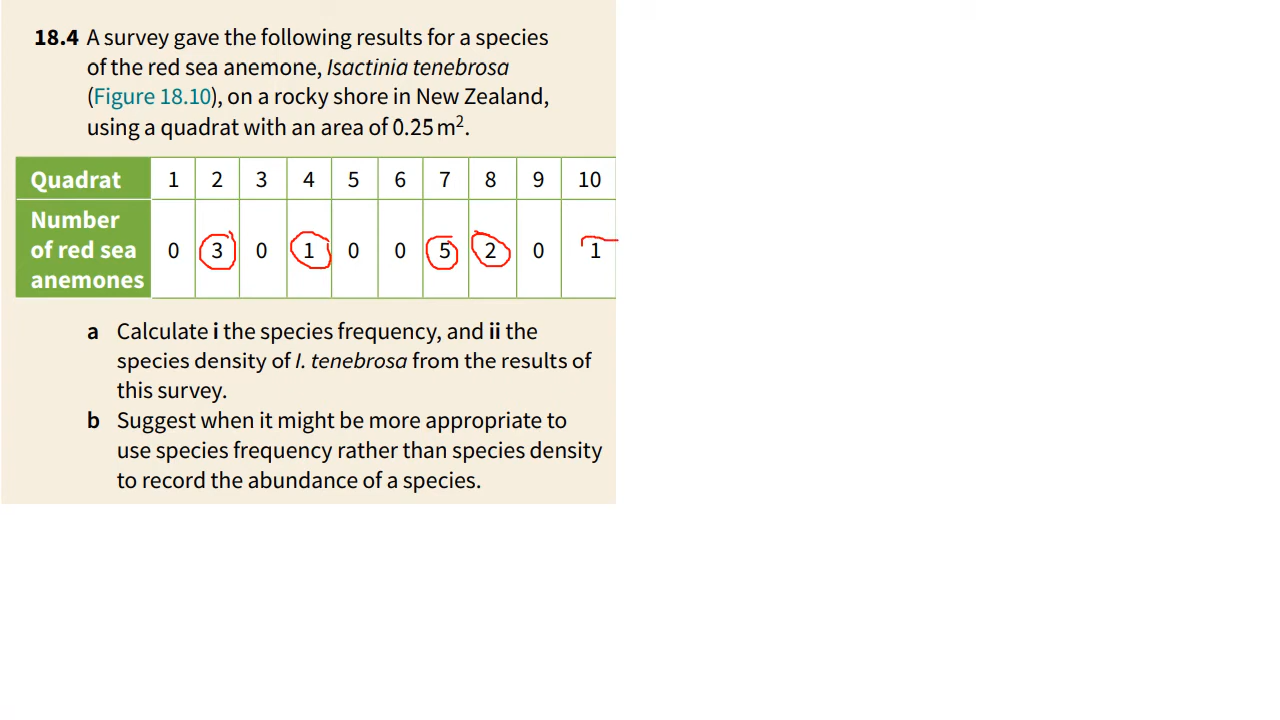 18.4 A survey gave the following results for a species
of the red sea anemone, Isactinia tenebrosa
(Figure 18.10), on a rocky shore in New Zealand,
using a quadrat with an area of 0.25 m².
Quadrat 1 2 3 4 5 6 7 8 9 10
Number
of red sea 0 3 0 1 0 0 5 2 0 1
anemones
a Calculate i the species frequency, and ii the
species density of I. tenebrosa from the results of
this survey.
b Suggest when it might be more appropriate to
use species frequency rather than species density
to record the abundance of a species.